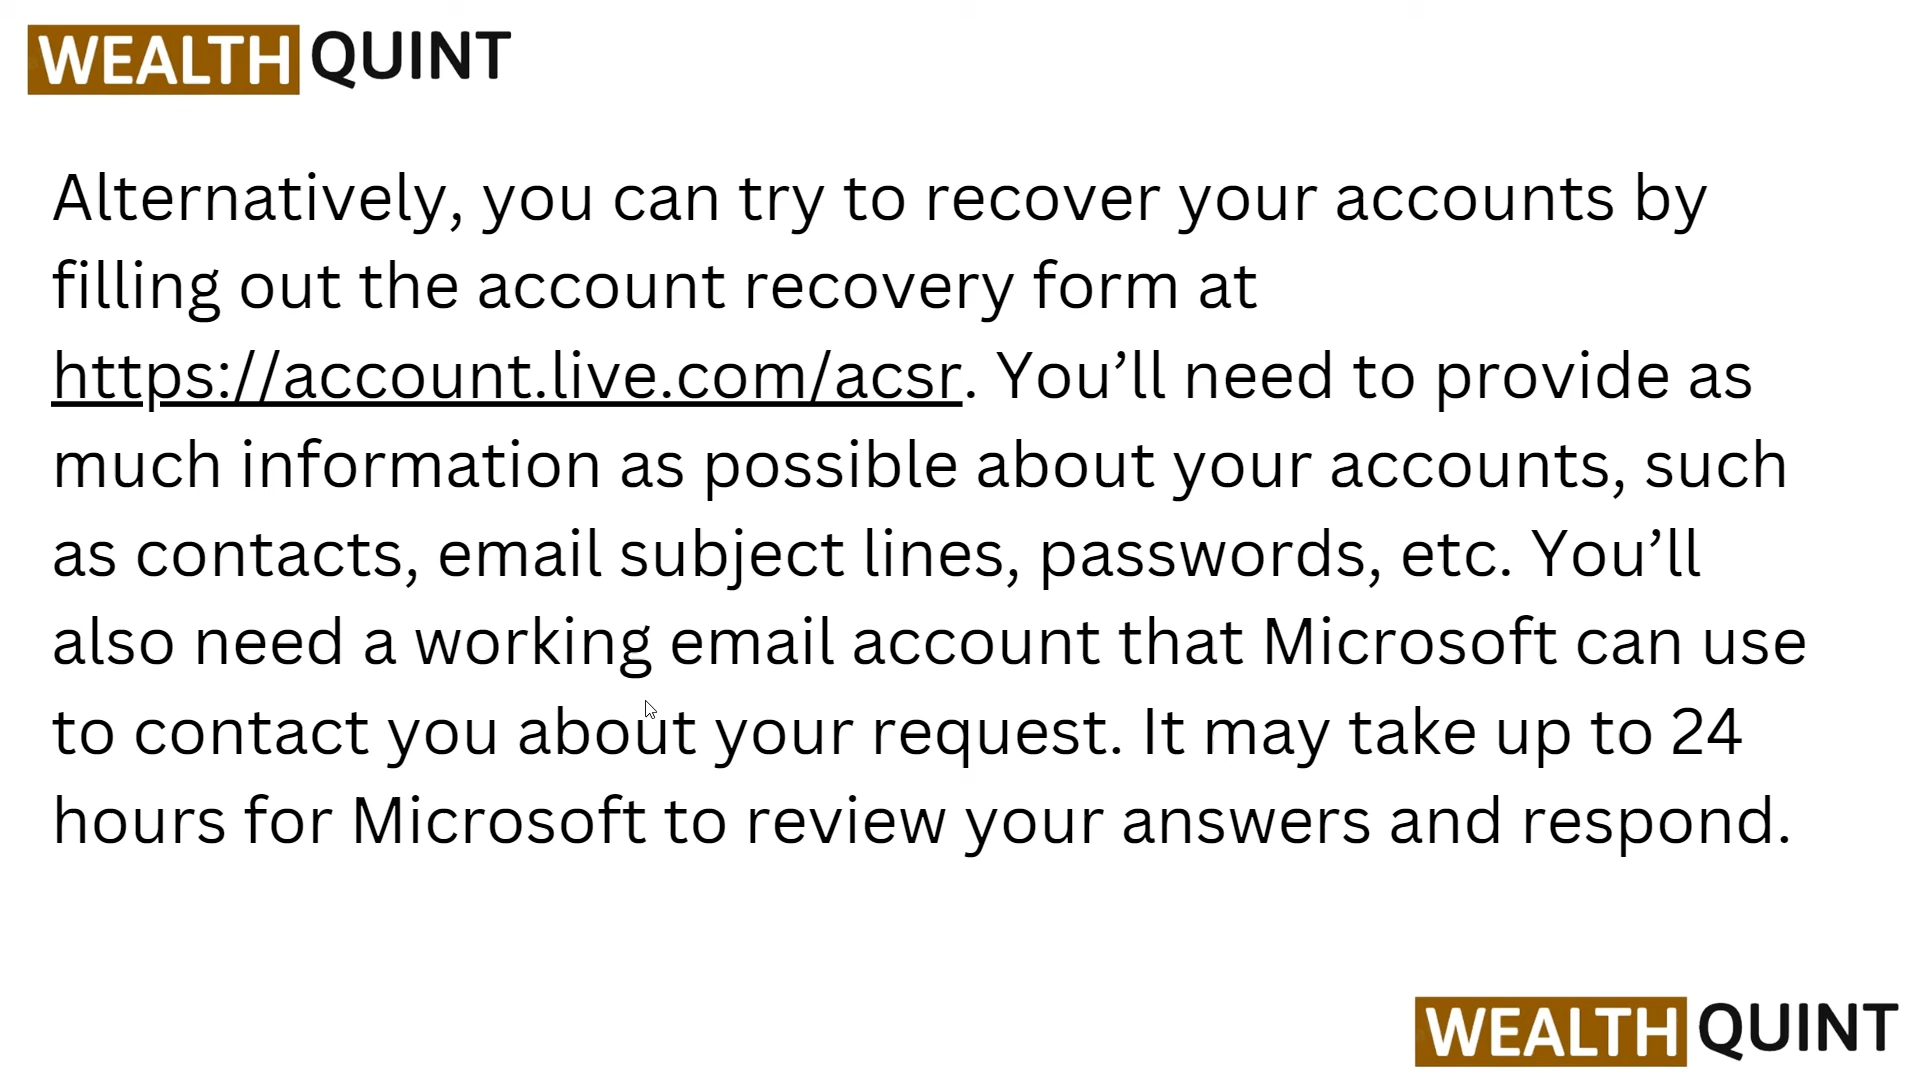 WEALTH QUINT
Alternatively, you can try to recover your accounts by
filling out the account recovery form at
https://account.live.com/acsr. You’ll need to provide as
much information as possible about your accounts, such
as contacts, email subject lines, passwords, etc. You’ll
also need a working email account that Microsoft can use
to contact you about your request. It may take up to 24
hours for Microsoft to review your answers and respond.
WEALTH QUINT